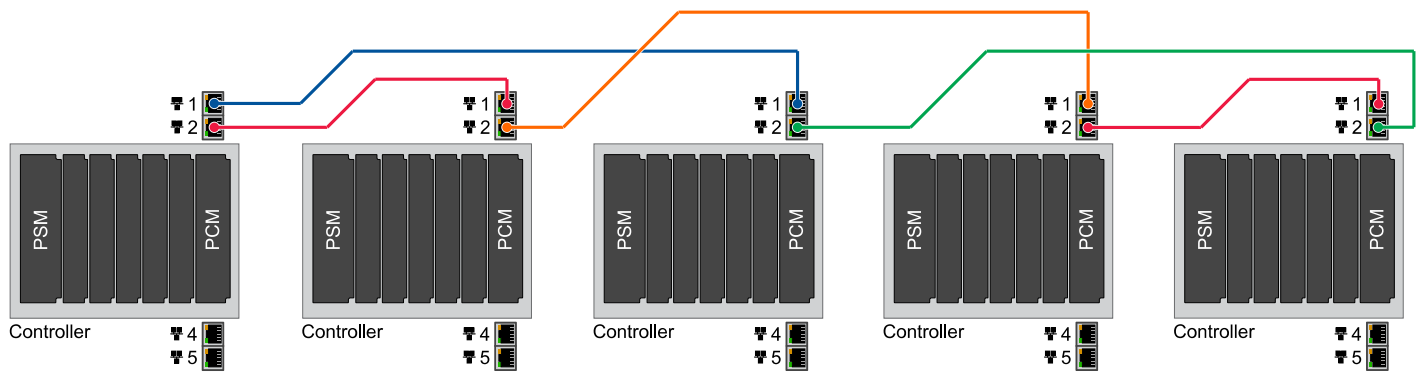 1 1 1 1 1
2 2 2 2 2
PSM PCM PSM PCM PSM PCM PSM PCM PSM PCM
Controller Controller Controller Controller Controller
4 4 4 4 4
5 5 5 5 5